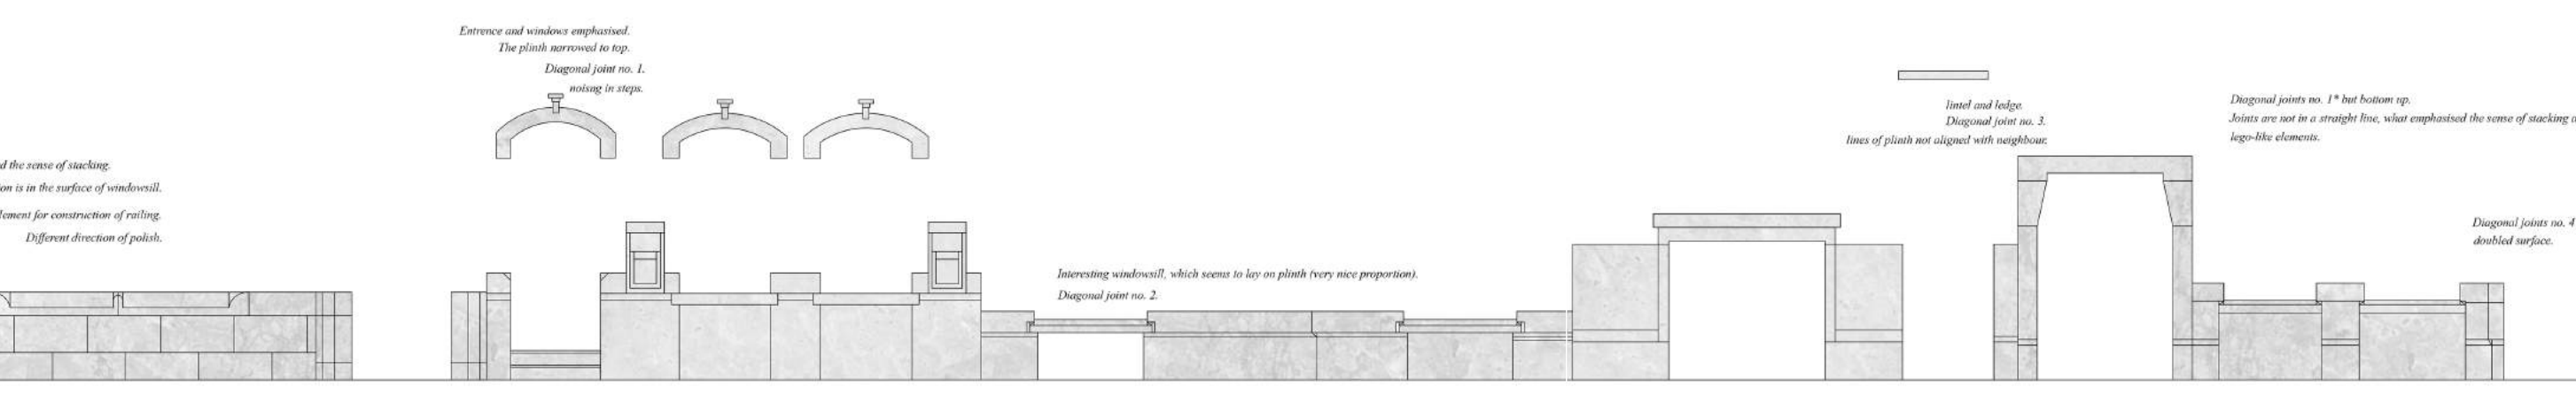 d the sense of stacking.
on is in the surface of windowsill.
lement for construction of railing.
Different direction of polish.
Entrence and windows emphasised.
The plinth narrowed to top.
Diagonal joint no. 1.
noisng in steps.
Interesting windowsill, which seems to lay on plinth (very nice proportion).
Diagonal joint no. 2.
lintel and ledge.
Diagonal joint no. 3.
lines of plinth not aligned with neighbour.
Diagonal joints no. 1* but bottom up.
Joints are not in a straight line, what emphasised the sense of stacking
lego-like elements.
Diagonal joints no. 4
doubled surface.